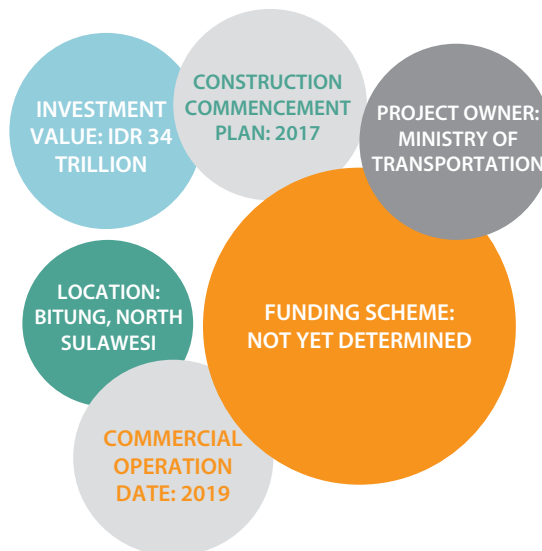 INVESTMENT
VALUE: IDR 34
TRILLION
CONSTRUCTION
COMMENCEMENT
PLAN: 2017
PROJECT OWNER:
MINISTRY OF
TRANSPORTATION
LOCATION:
BITUNG, NORTH
SULAWESI
FUNDING SCHEME:
NOT YET DETERMINED
COMMERCIAL
OPERATION
DATE: 2019